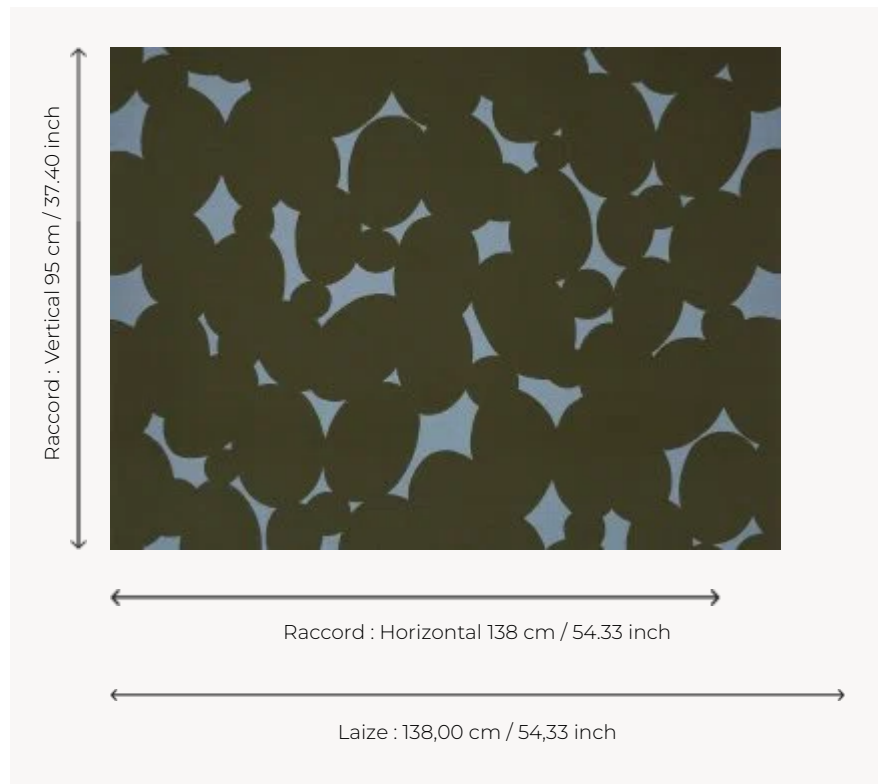 Raccord : Vertical 95 cm / 37.40 inch
Raccord : Horizontal 138 cm / 54.33 inch
Laize : 138,00 cm / 54,33 inch